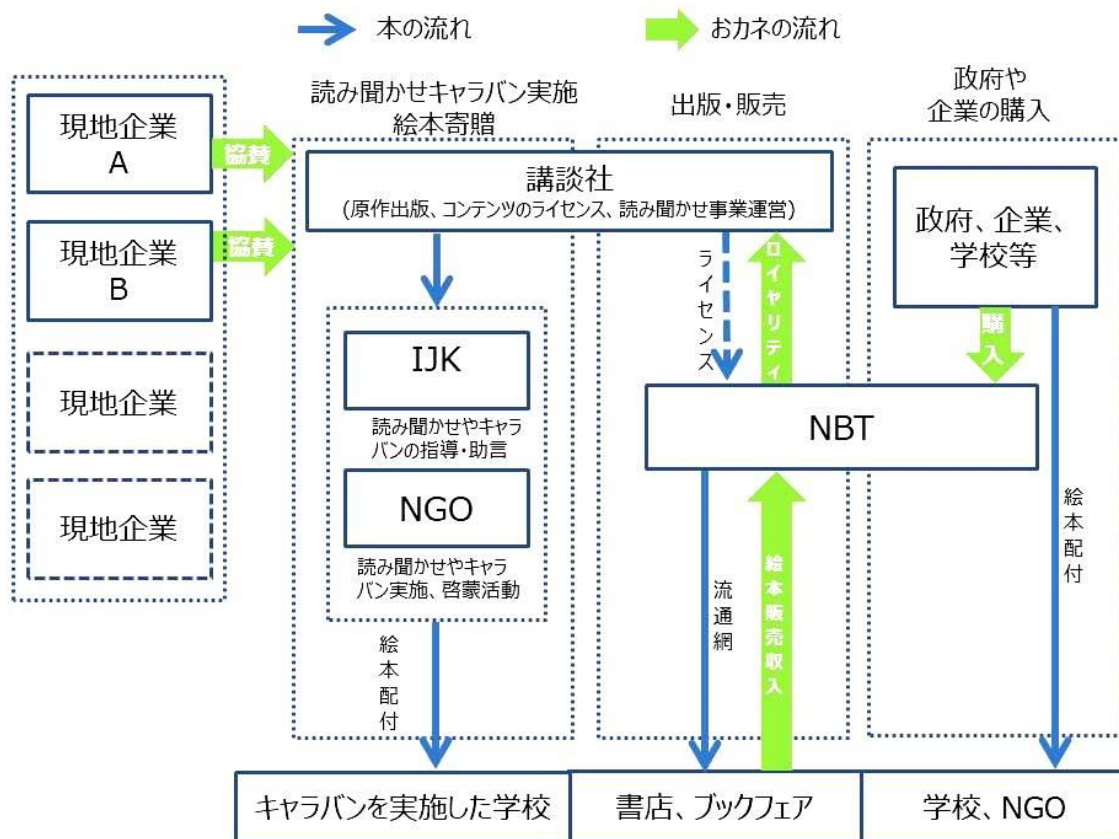 本の流れ
おカネの流れ
現地企業
A
協賛
現地企業
B
協賛
現地企業
現地企業
読み聞かせキャラバン実施
絵本寄贈
出版・販売
政府や
企業の購入
講談社
(原作出版、コンテンツのライセンス、読み聞かせ事業運営)
IJK
読み聞かせやキャラ
バンの指導・助言
NGO
読み聞かせやキャラ
バン実施、啓蒙活動
絵本配付
ライセンス
ロイヤリティ
NBT
流通網
絵本販売収入
政府、企業、
学校等
購入
絵本配付
キャラバンを実施した学校
書店、ブックフェア
学校、NGO